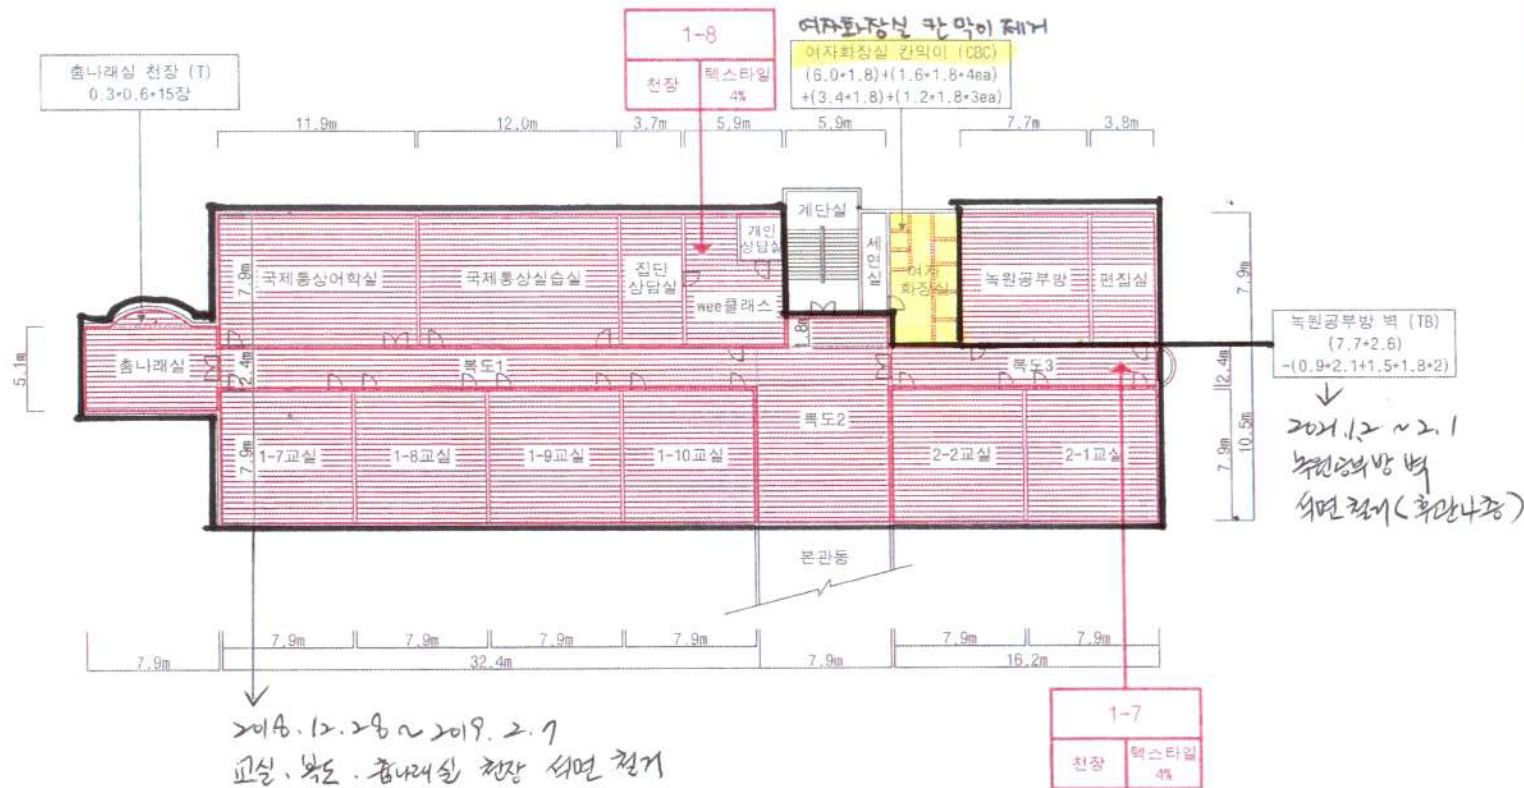 여자화장실 칸막이 제거
1-8
천장
텍스타일
4%
여자화장실 칸막이 (CBC)
(6.0*1.8)+(1.6*1.8*4ea)
+(3.4*1.8)+(1.2*1.8*3ea)
춤나래실 천장 (T)
0.3*0.6*15장
11.9m
12.0m
3.7m
5.9m
5.9m
7.7m
3.8m
계단실
개인
상담실
세면실
여자
화장실
국제통상어학실
국제통상실습실
집단
상담실
wee클래스
녹원공부방
편집실
7.8m
7.9m
1.8m
녹원공부방 벽 (TB)
(7.7*2.6)
-(0.9*2.1+1.5*1.8*2)
5.1m
춤나래실
2.4m
복도1
복도3
2.4m
복도2
7.9m
1-7교실
1-8교실
1-9교실
1-10교실
2-2교실
2-1교실
7.9m
10.5m
2021.1.2 ~ 2.1
녹원공부방 벽
석면 철거 (후관4층)
본관동
7.9m
7.9m
7.9m
7.9m
7.9m
7.9m
7.9m
32.4m
7.9m
16.2m
2018.12.28 ~ 2019.2.7
교실, 복도, 춤나래실 천장 석면 철거
1-7
천장
텍스타일
4%